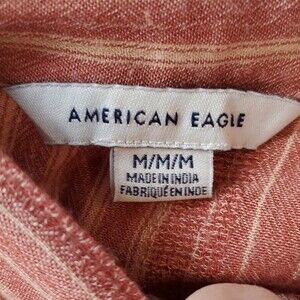 AMERICAN EAGLE
M/M/M
MADE IN INDIA
FABRIQUÉ EN INDE